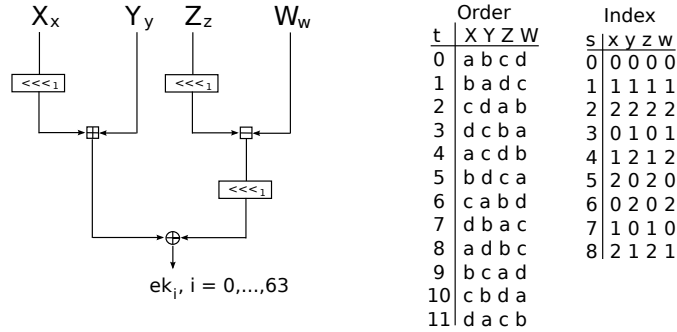 Xx Yy Zz Ww
<<<1 <<<1
<<<1
eki, i = 0,...,63
Order
t X Y Z W
0 a b c d
1 b a d c
2 c d a b
3 d c b a
4 a c d b
5 b d c a
6 c a b d
7 d b a c
8 a d b c
9 b c a d
10 c b d a
11 d a c b
Index
s x y z w
0 0 0 0 0
1 1 1 1 1
2 2 2 2 2
3 0 1 0 1
4 1 2 1 2
5 2 0 2 0
6 0 2 0 2
7 1 0 1 0
8 2 1 2 1